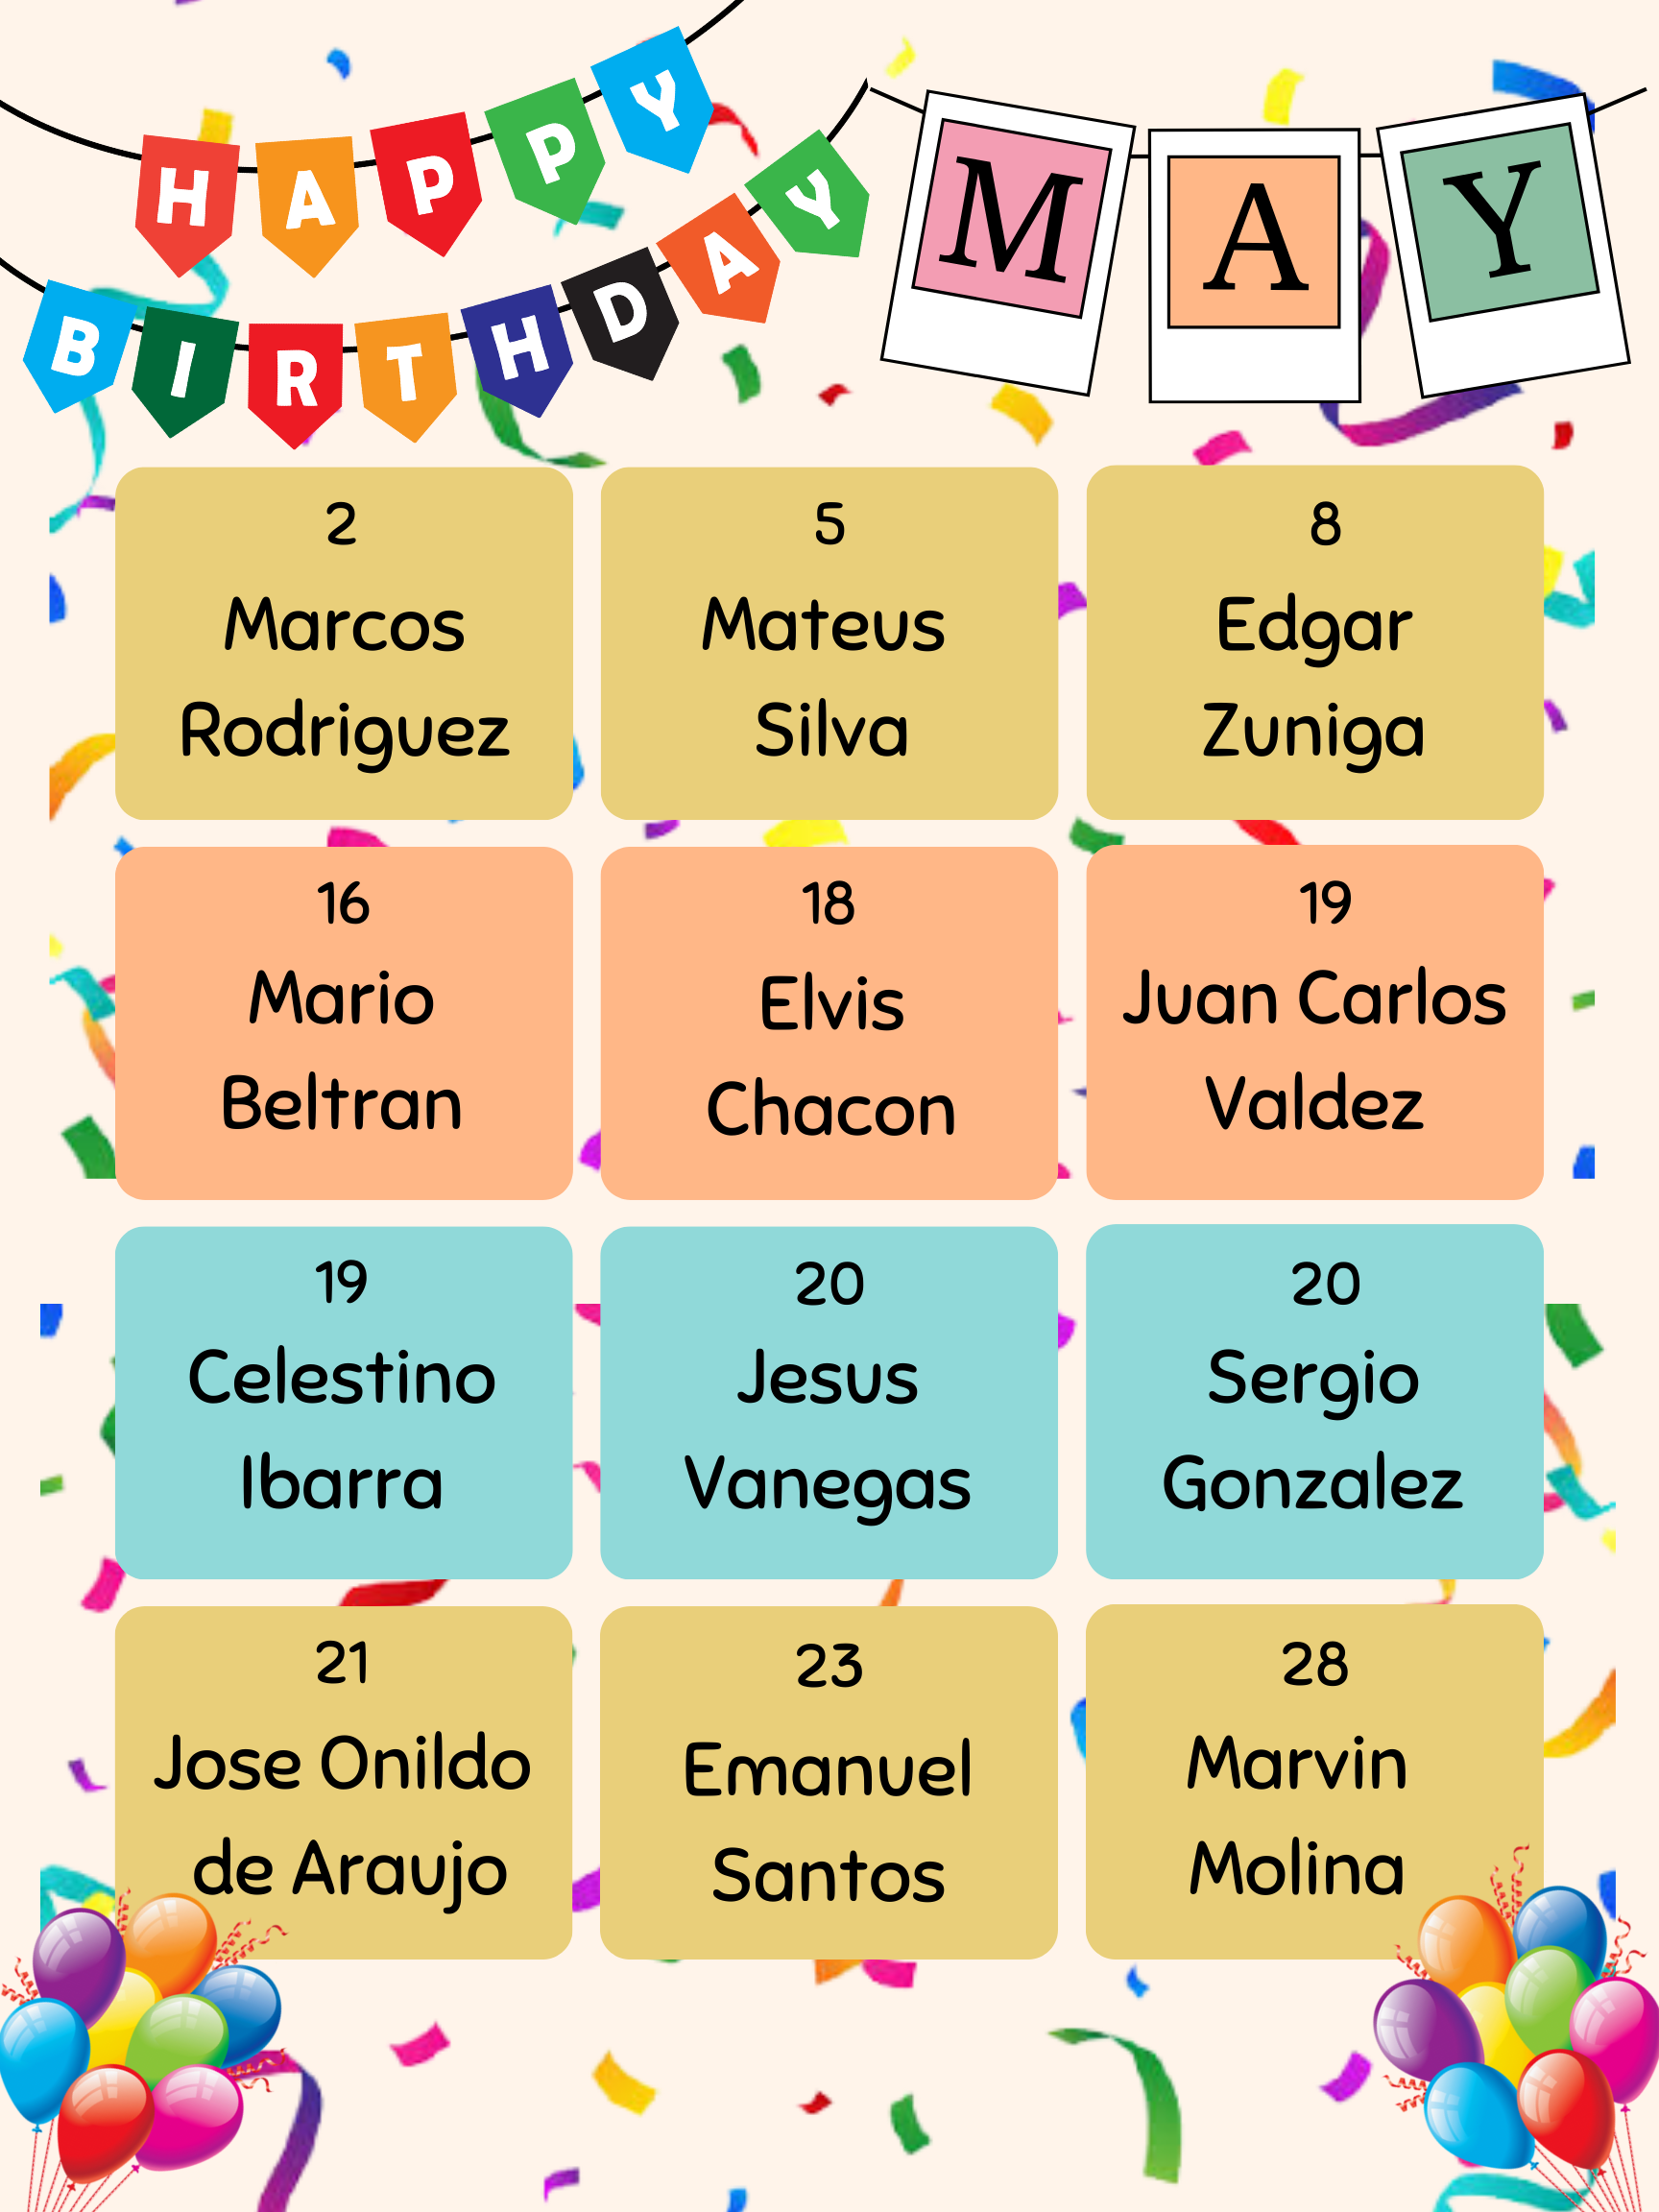 HAPPY
BIRTHDAY
MAY
2
Marcos
Rodriguez
5
Mateus
Silva
8
Edgar
Zuniga
16
Mario
Beltran
18
Elvis
Chacon
19
Juan Carlos
Valdez
19
Celestino
Ibarra
20
Jesus
Vanegas
20
Sergio
Gonzalez
21
Jose Onildo
de Araujo
23
Emanuel
Santos
28
Marvin
Molina